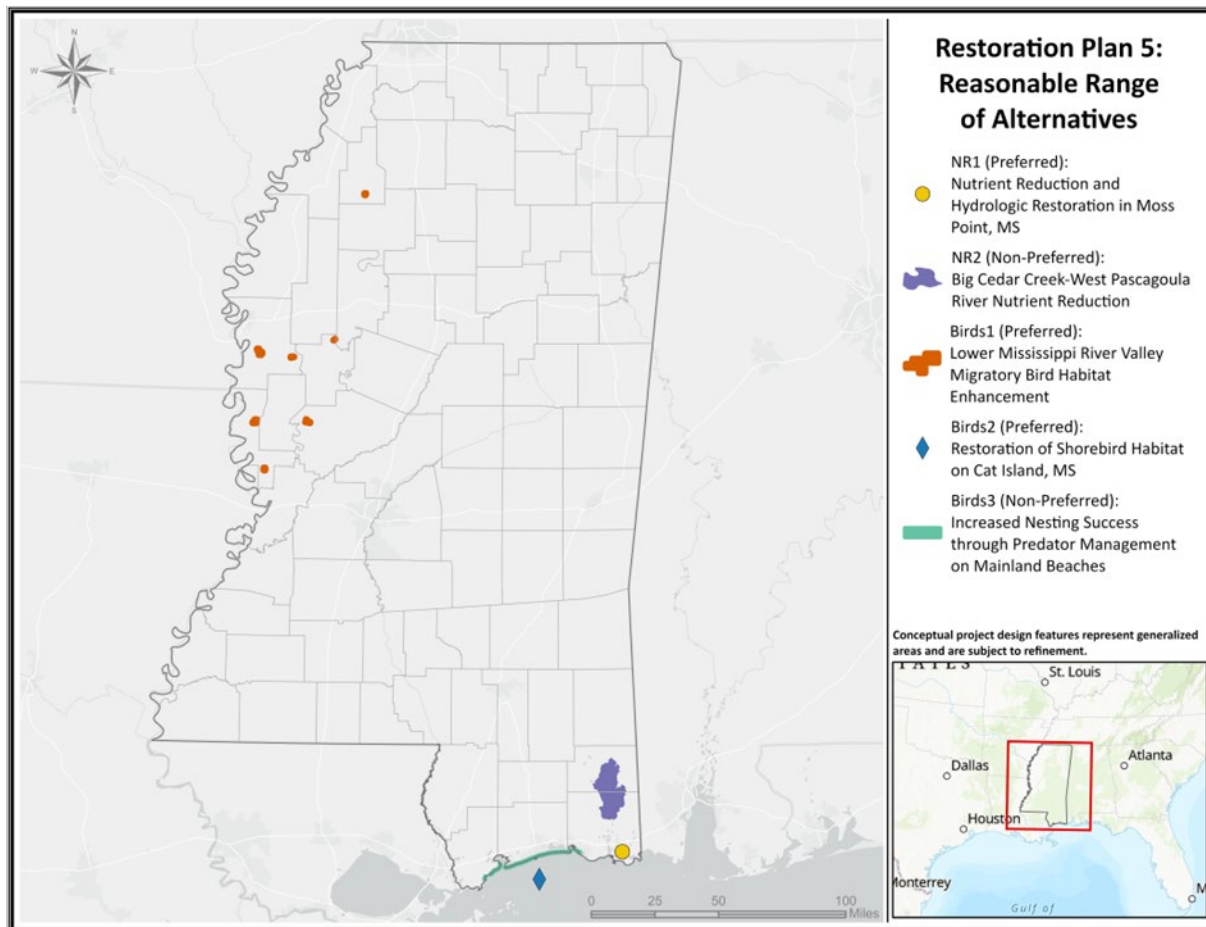 N
W
E
S
Restoration Plan 5:
Reasonable Range
of Alternatives
NR1 (Preferred):
Nutrient Reduction and
Hydrologic Restoration in Moss
Point, MS
NR2 (Non-Preferred):
Big Cedar Creek-West Pascagoula
River Nutrient Reduction
Birds1 (Preferred):
Lower Mississippi River Valley
Migratory Bird Habitat
Enhancement
Birds2 (Preferred):
Restoration of Shorebird Habitat
on Cat Island, MS
Birds3 (Non-Preferred):
Increased Nesting Success
through Predator Management
on Mainland Beaches
Conceptual project design features represent generalized
areas and are subject to refinement.
TATES
St. Louis
Atlanta
Dallas
Houston
Monterrey
Gulf of
M
0 25 50 100
Miles